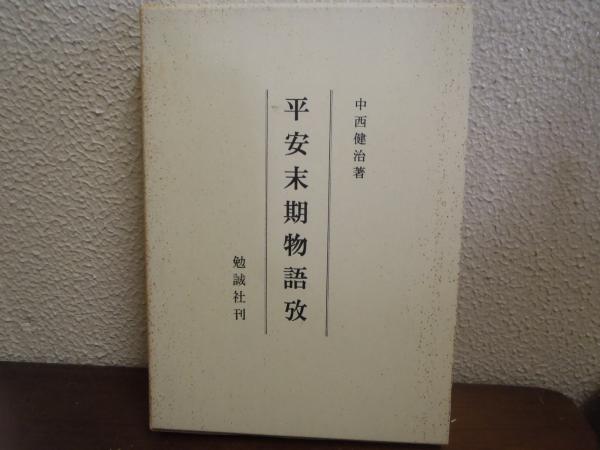 中西健治著
平安末期物語攷
勉誠社刊